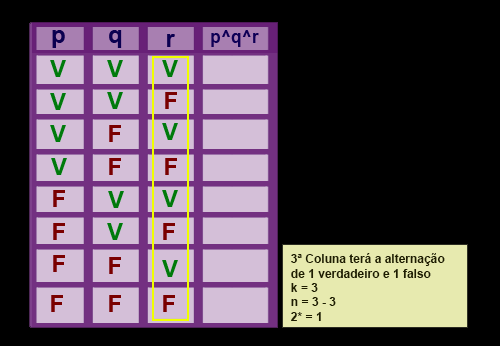 p q r p^q^r
V V V
V V F
V F V
V F F
F V V
F V F
F F V
F F F
3ª Coluna terá a alternação
de 1 verdadeiro e 1 falso
k = 3
n = 3 - 3
2* = 1